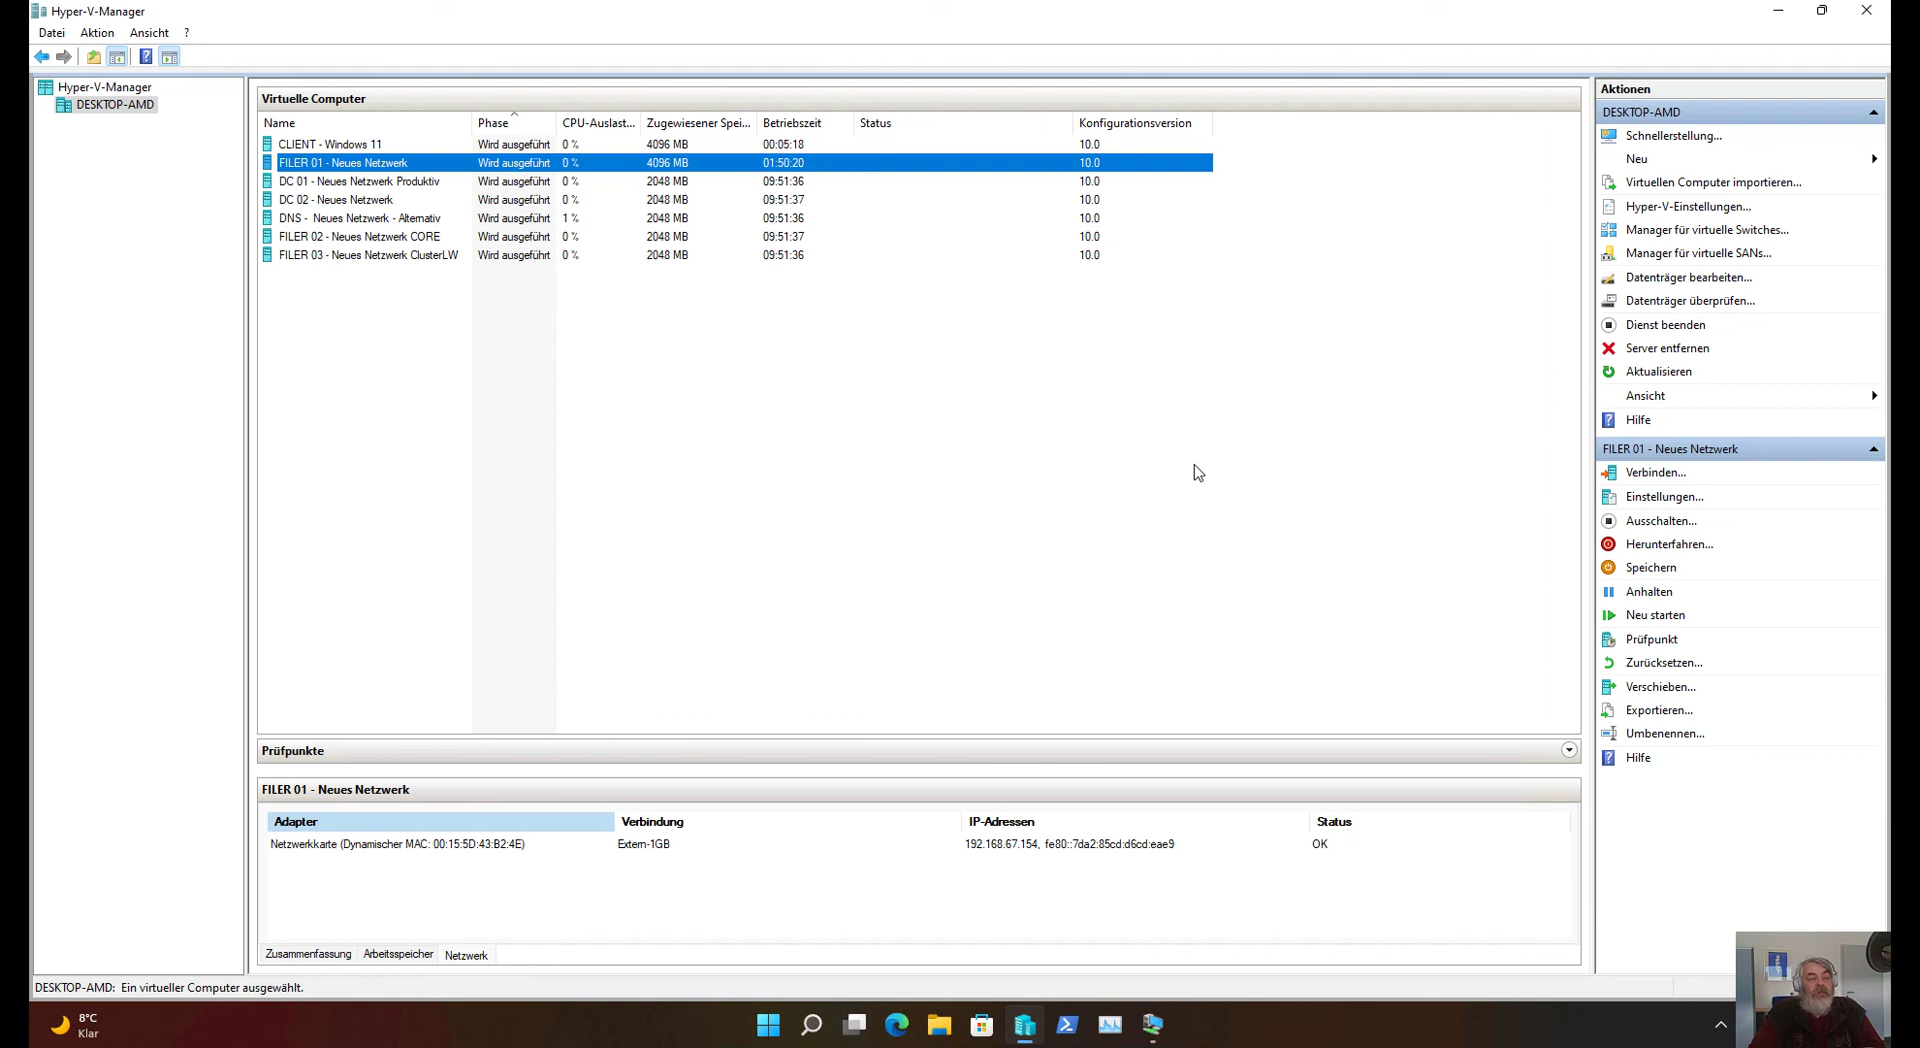 Hyper-V-Manager
Datei Aktion Ansicht ?
Hyper-V-Manager
DESKTOP-AMD
Virtuelle Computer
Name Phase CPU-Auslast... Zugewiesener Spei... Betriebszeit Status Konfigurationsversion
CLIENT - Windows 11 Wird ausgeführt 0 % 4096 MB 00:05:18 10.0
FILER 01 - Neues Netzwerk Wird ausgeführt 0 % 4096 MB 01:50:20 10.0
DC 01 - Neues Netzwerk Produktiv Wird ausgeführt 0 % 2048 MB 09:51:36 10.0
DC 02 - Neues Netzwerk Wird ausgeführt 0 % 2048 MB 09:51:37 10.0
DNS - Neues Netzwerk - Alternativ Wird ausgeführt 1 % 2048 MB 09:51:36 10.0
FILER 02 - Neues Netzwerk CORE Wird ausgeführt 0 % 2048 MB 09:51:37 10.0
FILER 03 - Neues Netzwerk ClusterLW Wird ausgeführt 0 % 2048 MB 09:51:36 10.0
Prüfpunkte
FILER 01 - Neues Netzwerk
Adapter Verbindung IP-Adressen Status
Netzwerkkarte (Dynamischer MAC: 00:15:5D:43:B2:4E) Extern-1GB 192.168.67.154, fe80::7da2:85cd:d6cd:eae9 OK
Zusammenfassung Arbeitsspeicher Netzwerk
Aktionen
DESKTOP-AMD
Schnellerstellung...
Neu
Virtuellen Computer importieren...
Hyper-V-Einstellungen...
Manager für virtuelle Switches...
Manager für virtuelle SANs...
Datenträger bearbeiten...
Datenträger überprüfen...
Dienst beenden
Server entfernen
Aktualisieren
Ansicht
Hilfe
FILER 01 - Neues Netzwerk
Verbinden...
Einstellungen...
Ausschalten...
Herunterfahren...
Speichern
Anhalten
Neu starten
Prüfpunkt
Zurücksetzen...
Verschieben...
Exportieren...
Umbenennen...
Hilfe
DESKTOP-AMD: Ein virtueller Computer ausgewählt.
8°C
Klar